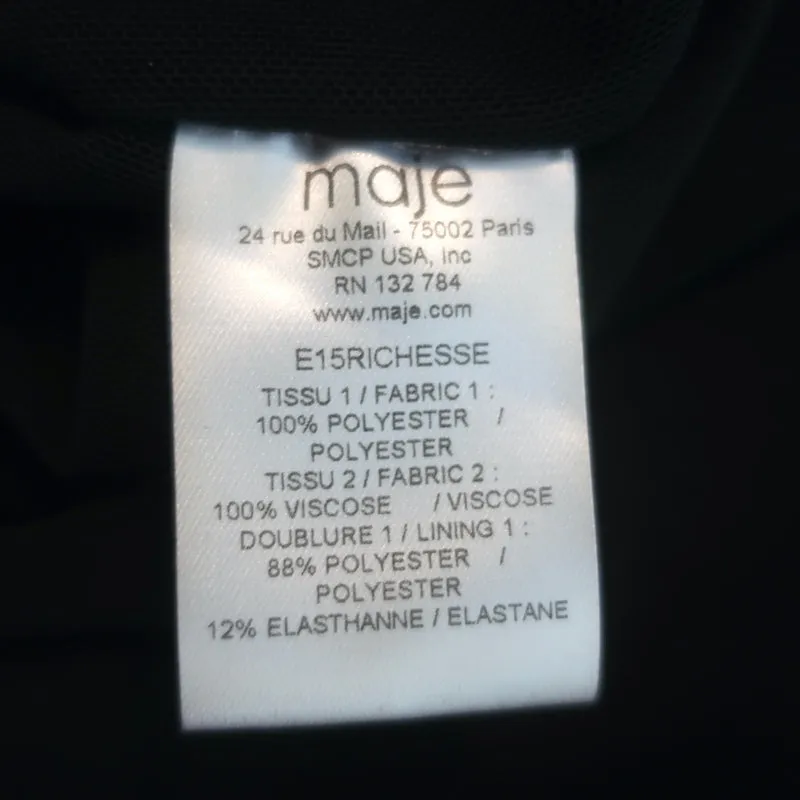 maje
24 rue du Mail - 75002 Paris
SMCP USA, Inc
RN 132 784
www.maje.com
E15RICHESSE
TISSU 1 / FABRIC 1 :
100% POLYESTER /
POLYESTER
TISSU 2 / FABRIC 2 :
100% VISCOSE / VISCOSE
DOUBLURE 1 / LINING 1 :
88% POLYESTER /
POLYESTER
12% ELASTHANNE / ELASTANE